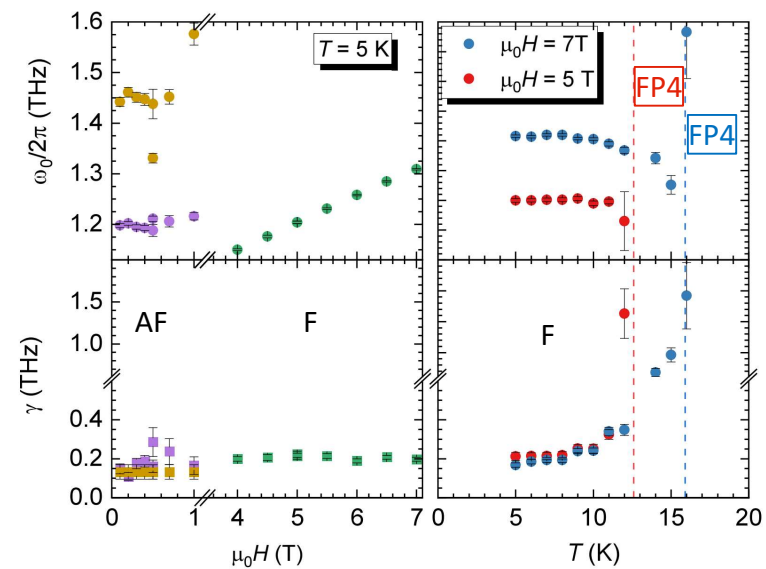 1.6
1.5
1.4
1.3
1.2
ω₀/2π (THz)
T = 5 K
μ₀H = 7T
μ₀H = 5 T
FP4
FP4
1.5
1.0
0.4
0.2
0.0
γ (THz)
AF
F
F
0 1 4 5 6 7
μ₀H (T)
0 5 10 15 20
T (K)